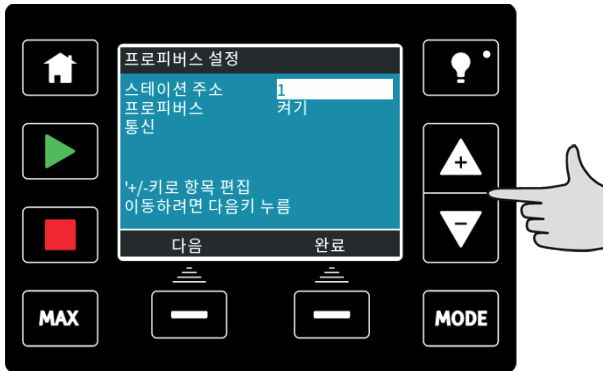 프로피버스 설정
스테이션 주소 1
프로피버스 켜기
통신
'+/-키로 항목 편집
이동하려면 다음키 누름
다음 완료
+
-
MAX
MODE